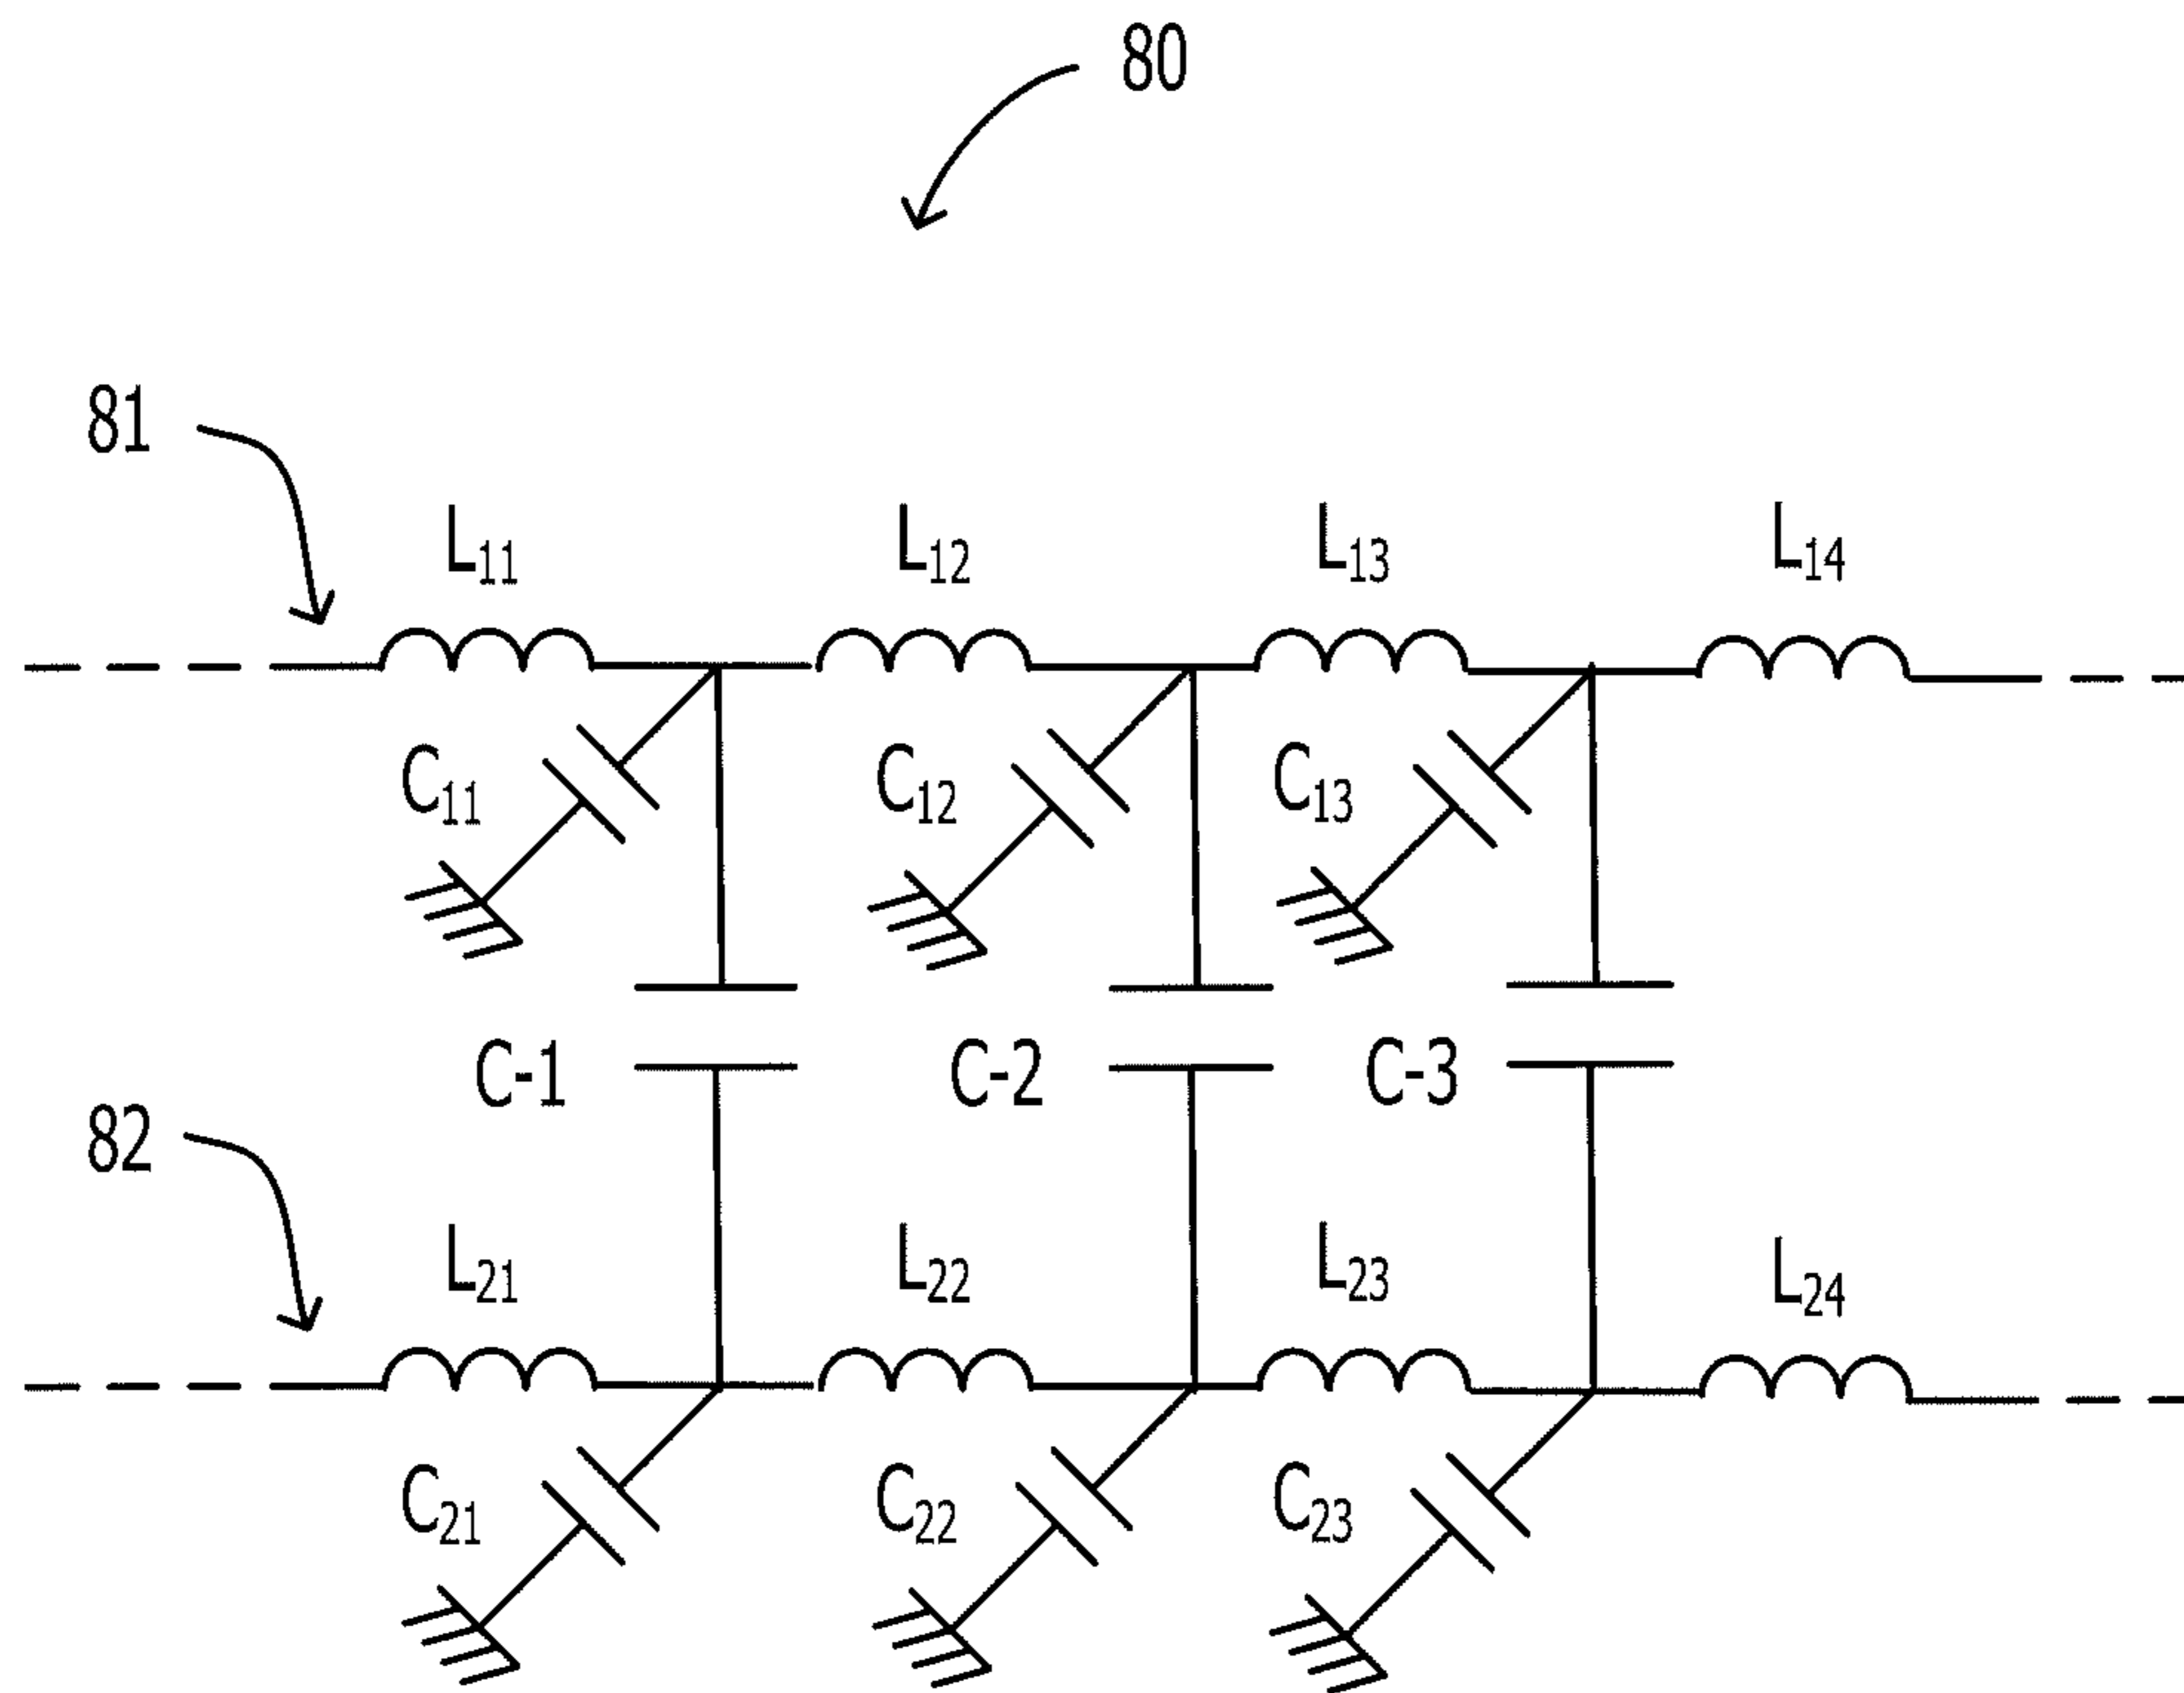 80
81
L₁₁ L₁₂ L₁₃ L₁₄
C₁₁ C₁₂ C₁₃
C-1 C-2 C-3
82
L₂₁ L₂₂ L₂₃ L₂₄
C₂₁ C₂₂ C₂₃